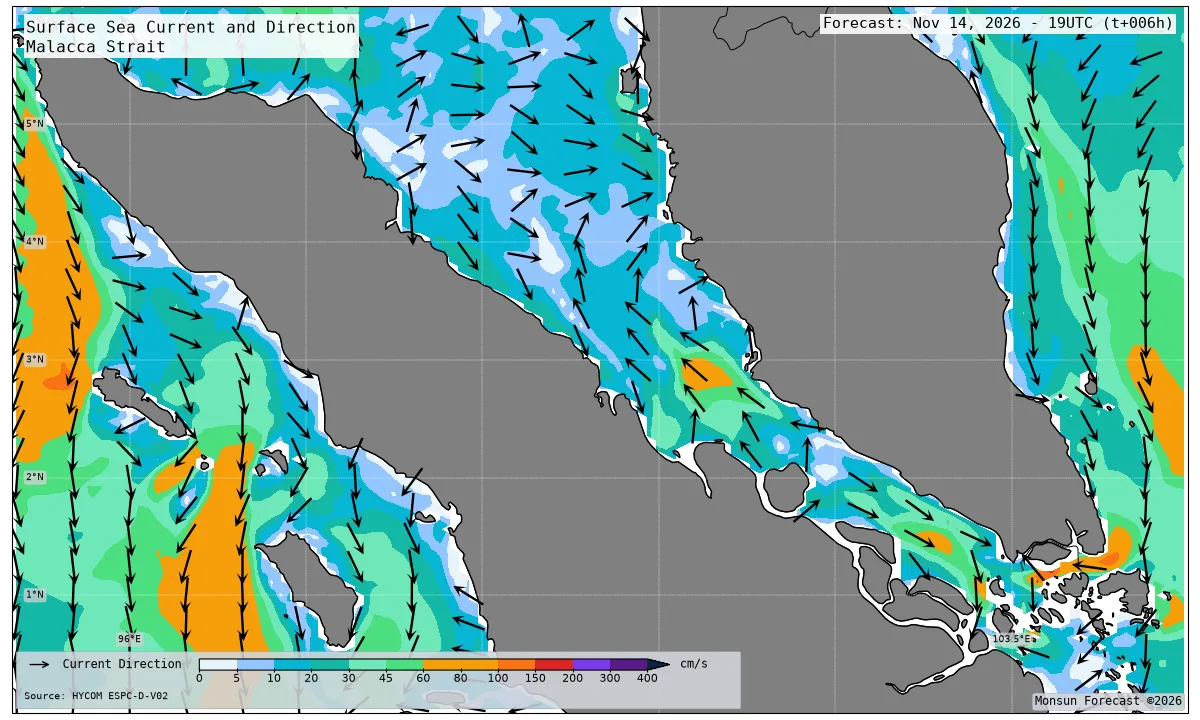 Surface Sea Current and Direction
Malacca Strait
Forecast: Nov 14, 2026 - 19UTC (t+006h)
5°N
4°N
3°N
2°N
1°N
96°E
103.5°E
Current Direction
0 5 10 20 30 45 60 80 100 150 200 300 400
cm/s
Source: HYCOM ESPC-D-V02
Monsun Forecast ©2026